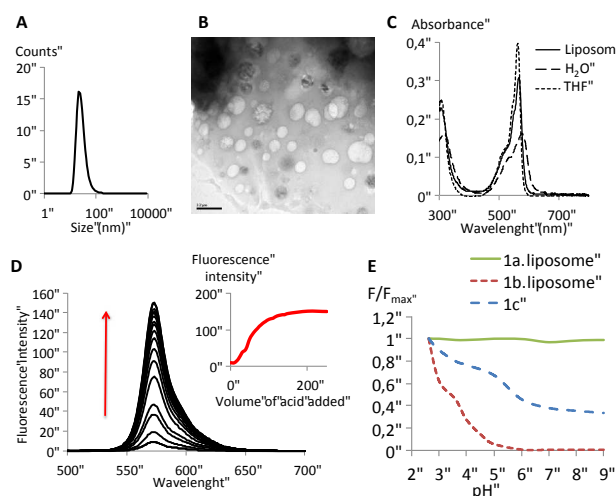 A
Counts"
20"
15"
10"
5"
0"
1" 100" 10000"
Size"(nm)"
B
C
Absorbance"
0,4"
0,3"
0,2"
0,1"
0"
300" 500" 700"
Wavelenght"(nm)"
Liposom
H₂O"
THF"
D
Fluorescence"Intensity"
160"
140"
120"
100"
80"
60"
40"
20"
0"
500" 550" 600" 650" 700"
Wavelenght"
Fluorescence"
intensity"
200"
100"
0"
0" 200"
Volume"of"acid"added"
E
1a.liposome"
1b.liposome"
1c"
F/Fmax"
1,2"
1"
0,8"
0,6"
0,4"
0,2"
0"
2" 3" 4" 5" 6" 7" 8" 9"
pH"